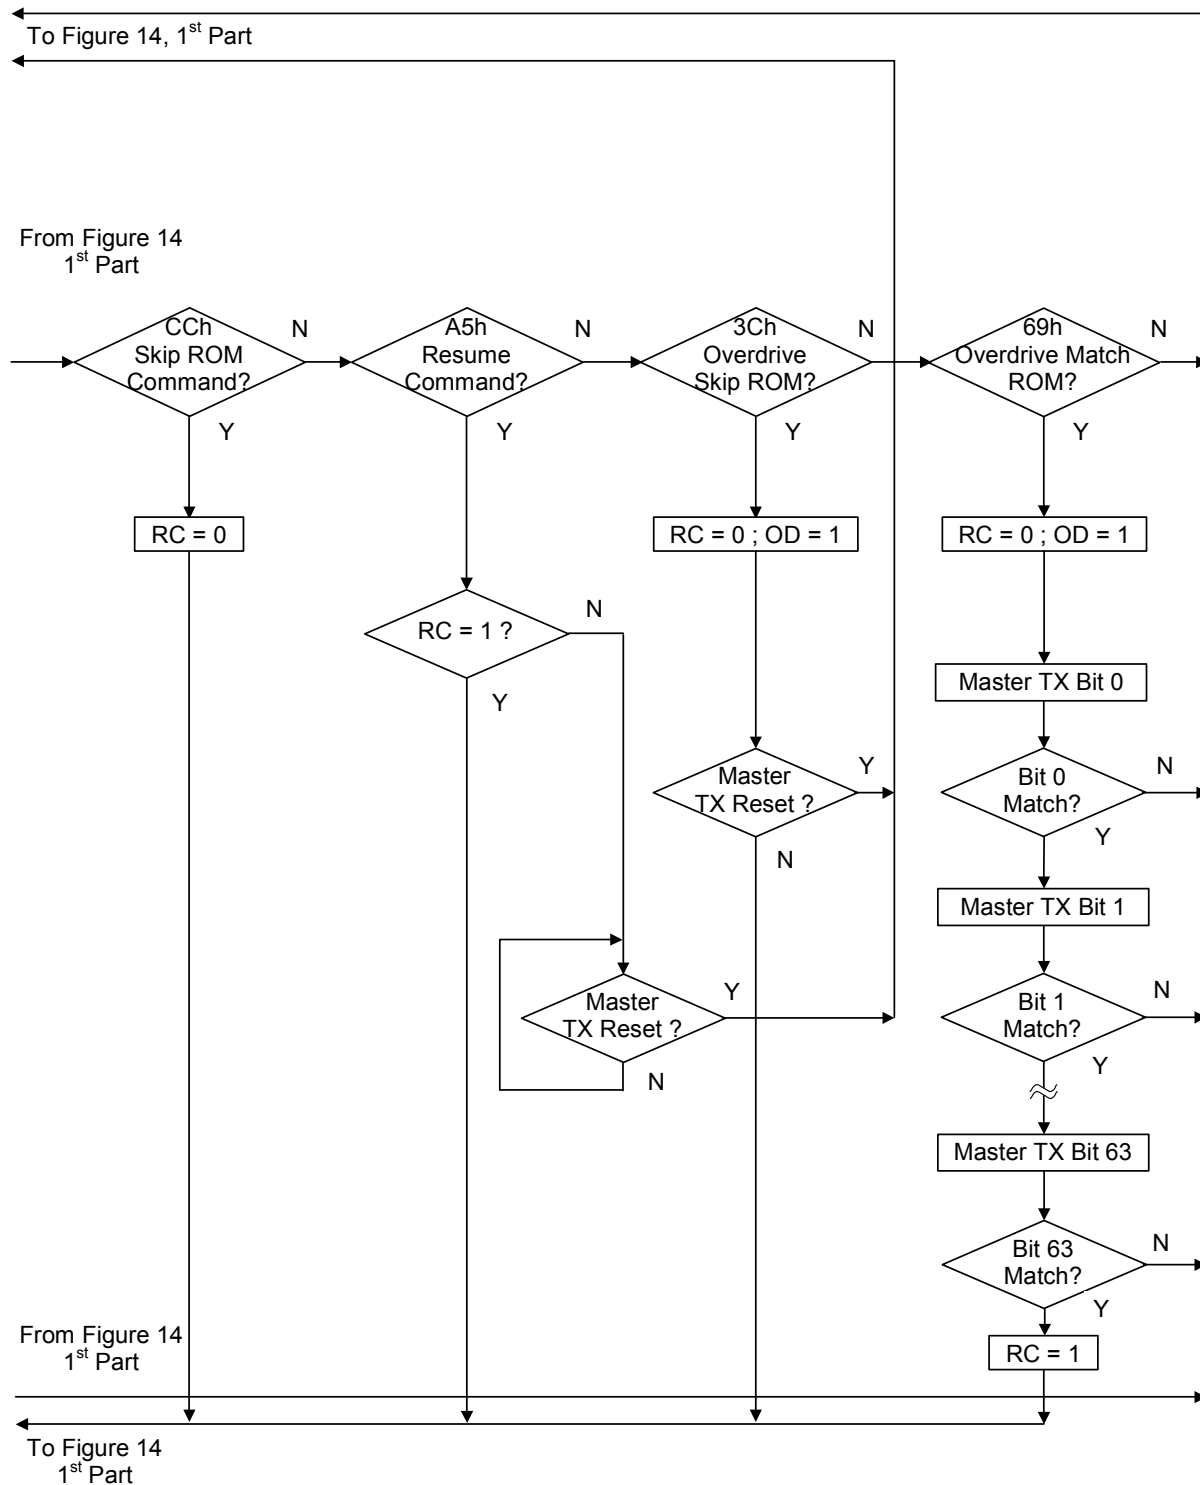 To Figure 14, 1st Part
From Figure 14
1st Part
CCh
Skip ROM
Command?
N
Y
A5h
Resume
Command?
N
Y
3Ch
Overdrive
Skip ROM?
N
Y
69h
Overdrive Match
ROM?
N
Y
RC = 0
RC = 0 ; OD = 1
RC = 0 ; OD = 1
RC = 1 ?
N
Y
Master TX Bit 0
Master
TX Reset ?
Y
N
Bit 0
Match?
N
Y
Master TX Bit 1
Master
TX Reset ?
Y
N
Bit 1
Match?
N
Y
Master TX Bit 63
Bit 63
Match?
N
Y
From Figure 14
1st Part
RC = 1
To Figure 14
1st Part